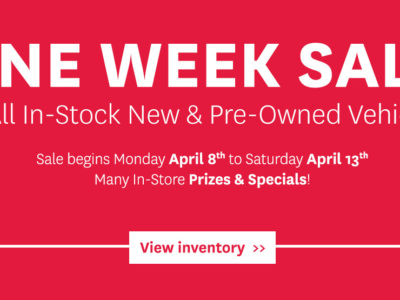 NE WEEK SAL
All In-Stock New & Pre-Owned Vehi
Sale begins Monday April 8th to Saturday April 13th
Many In-Store Prizes & Specials!
View inventory >>